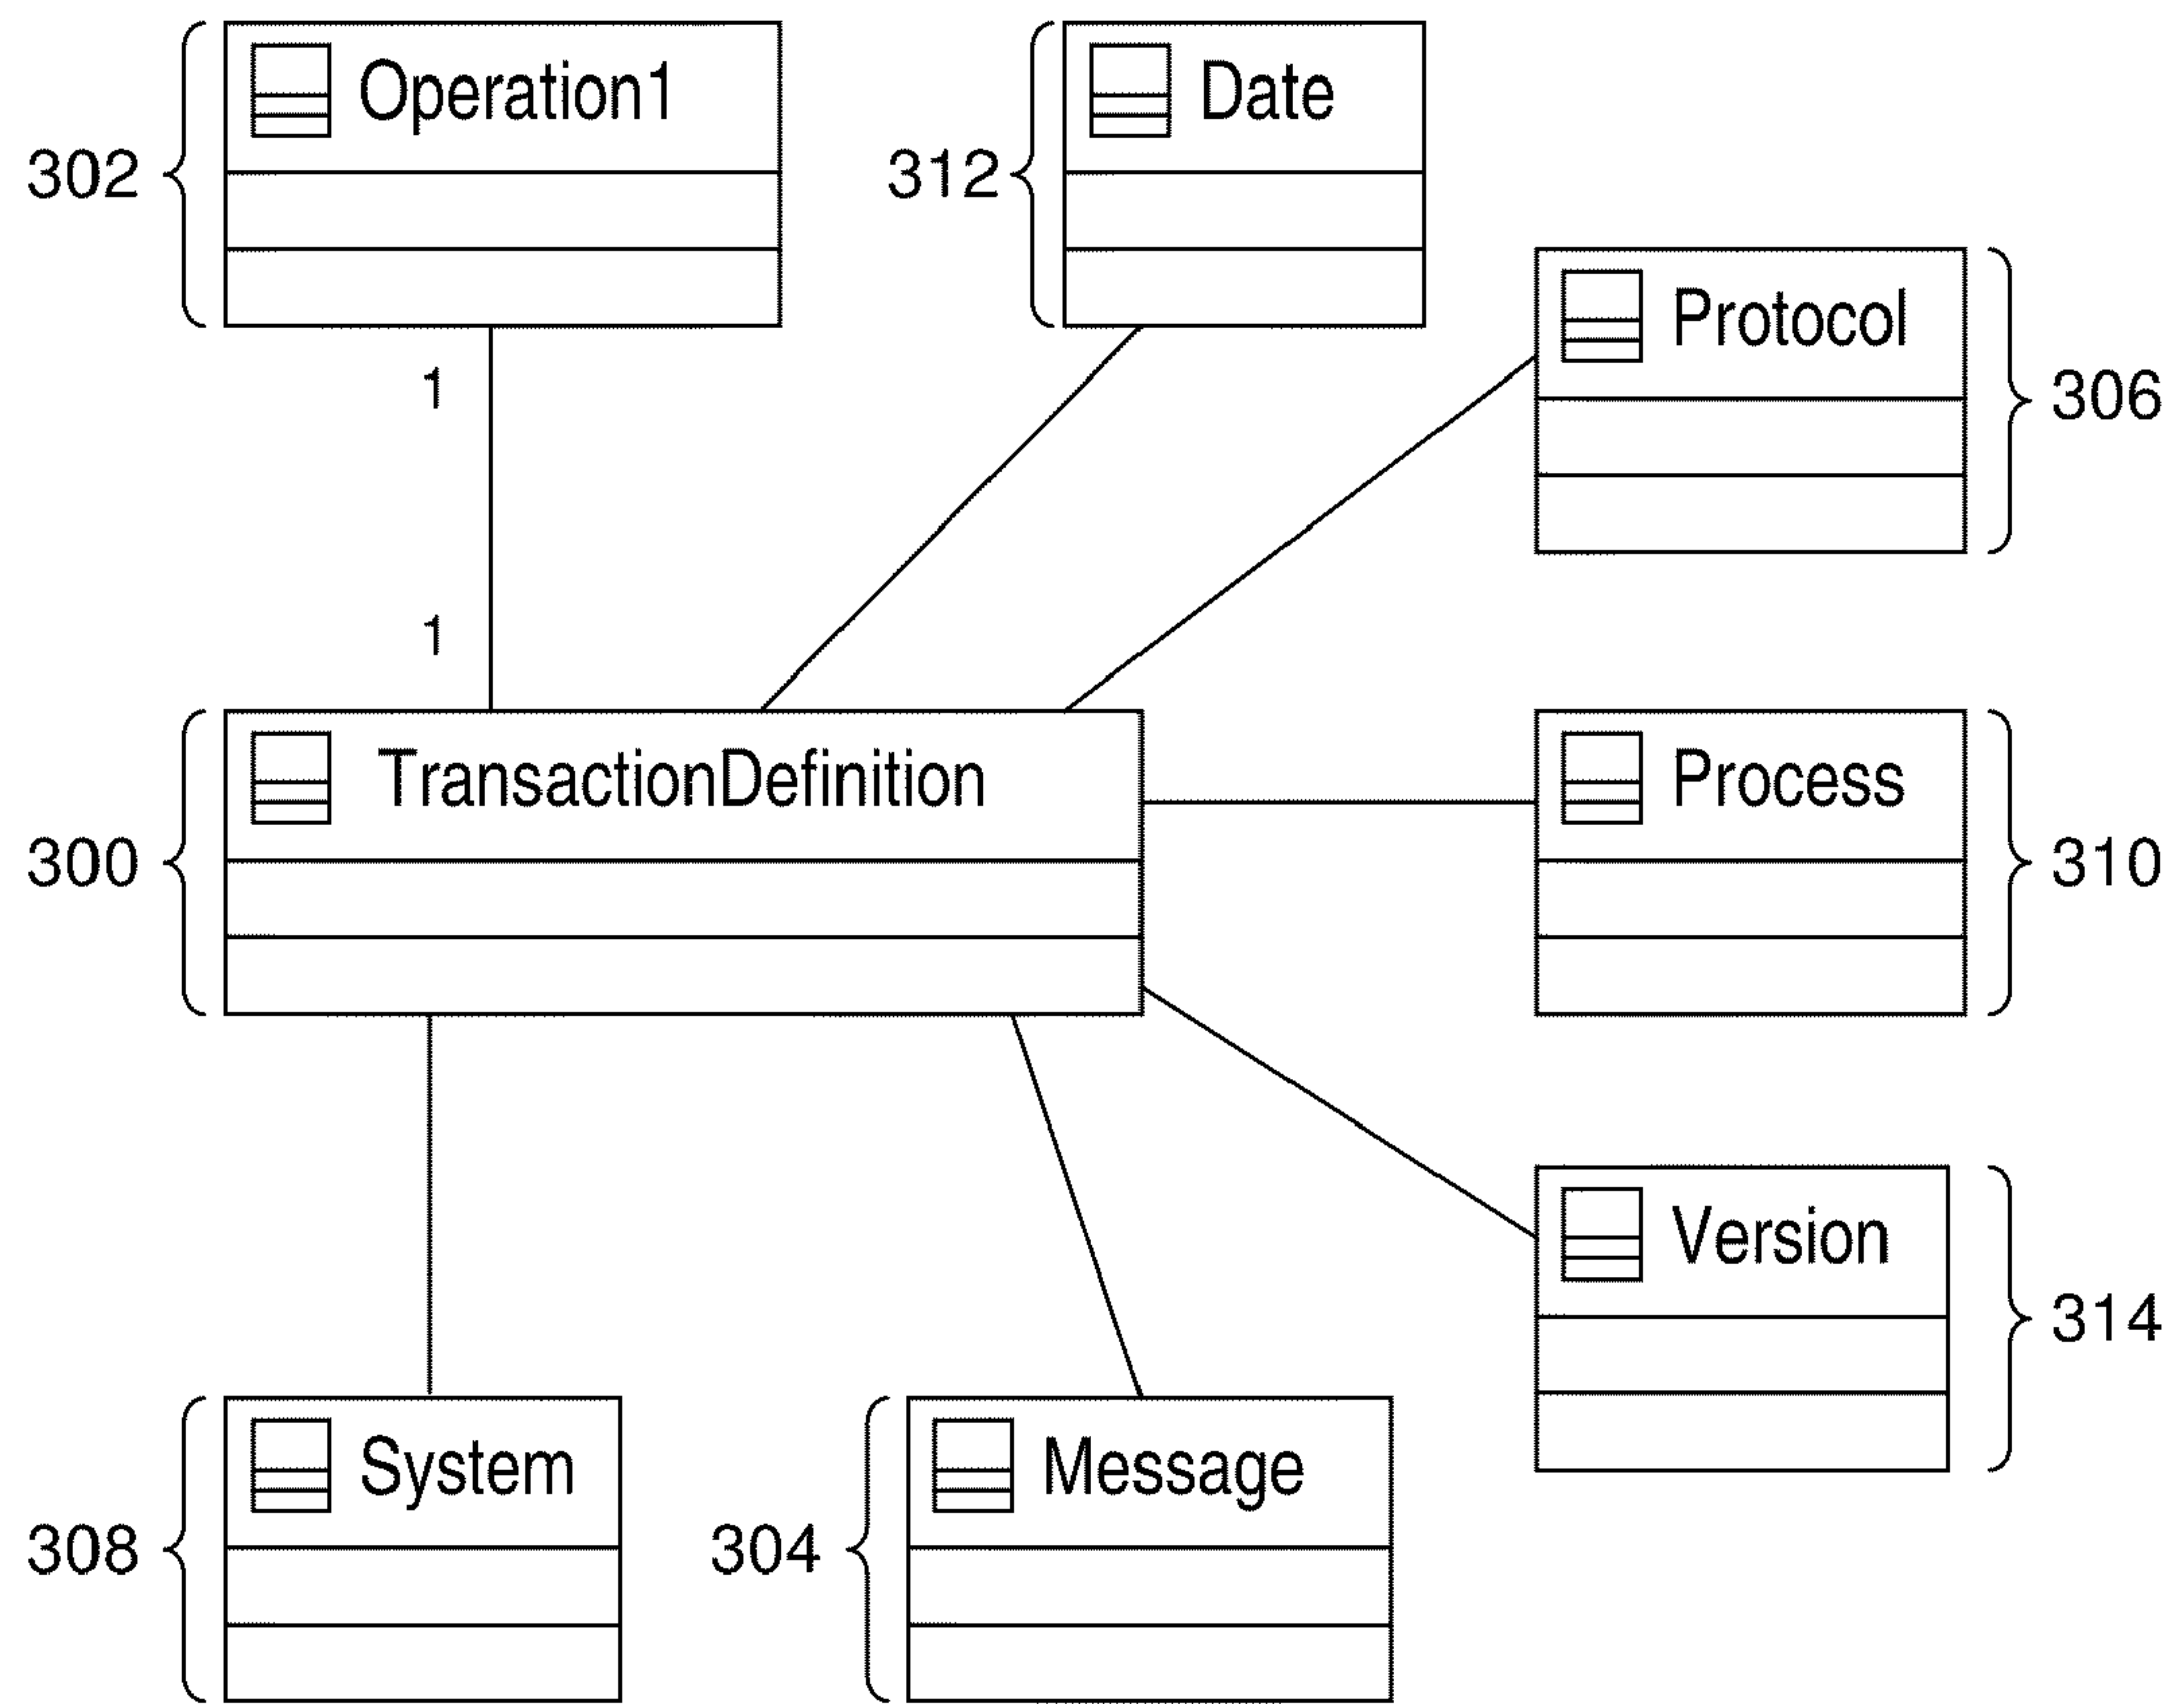 Operation1
302
Date
312
Protocol
306
1
1
TransactionDefinition
300
Process
310
Version
314
System
308
Message
304